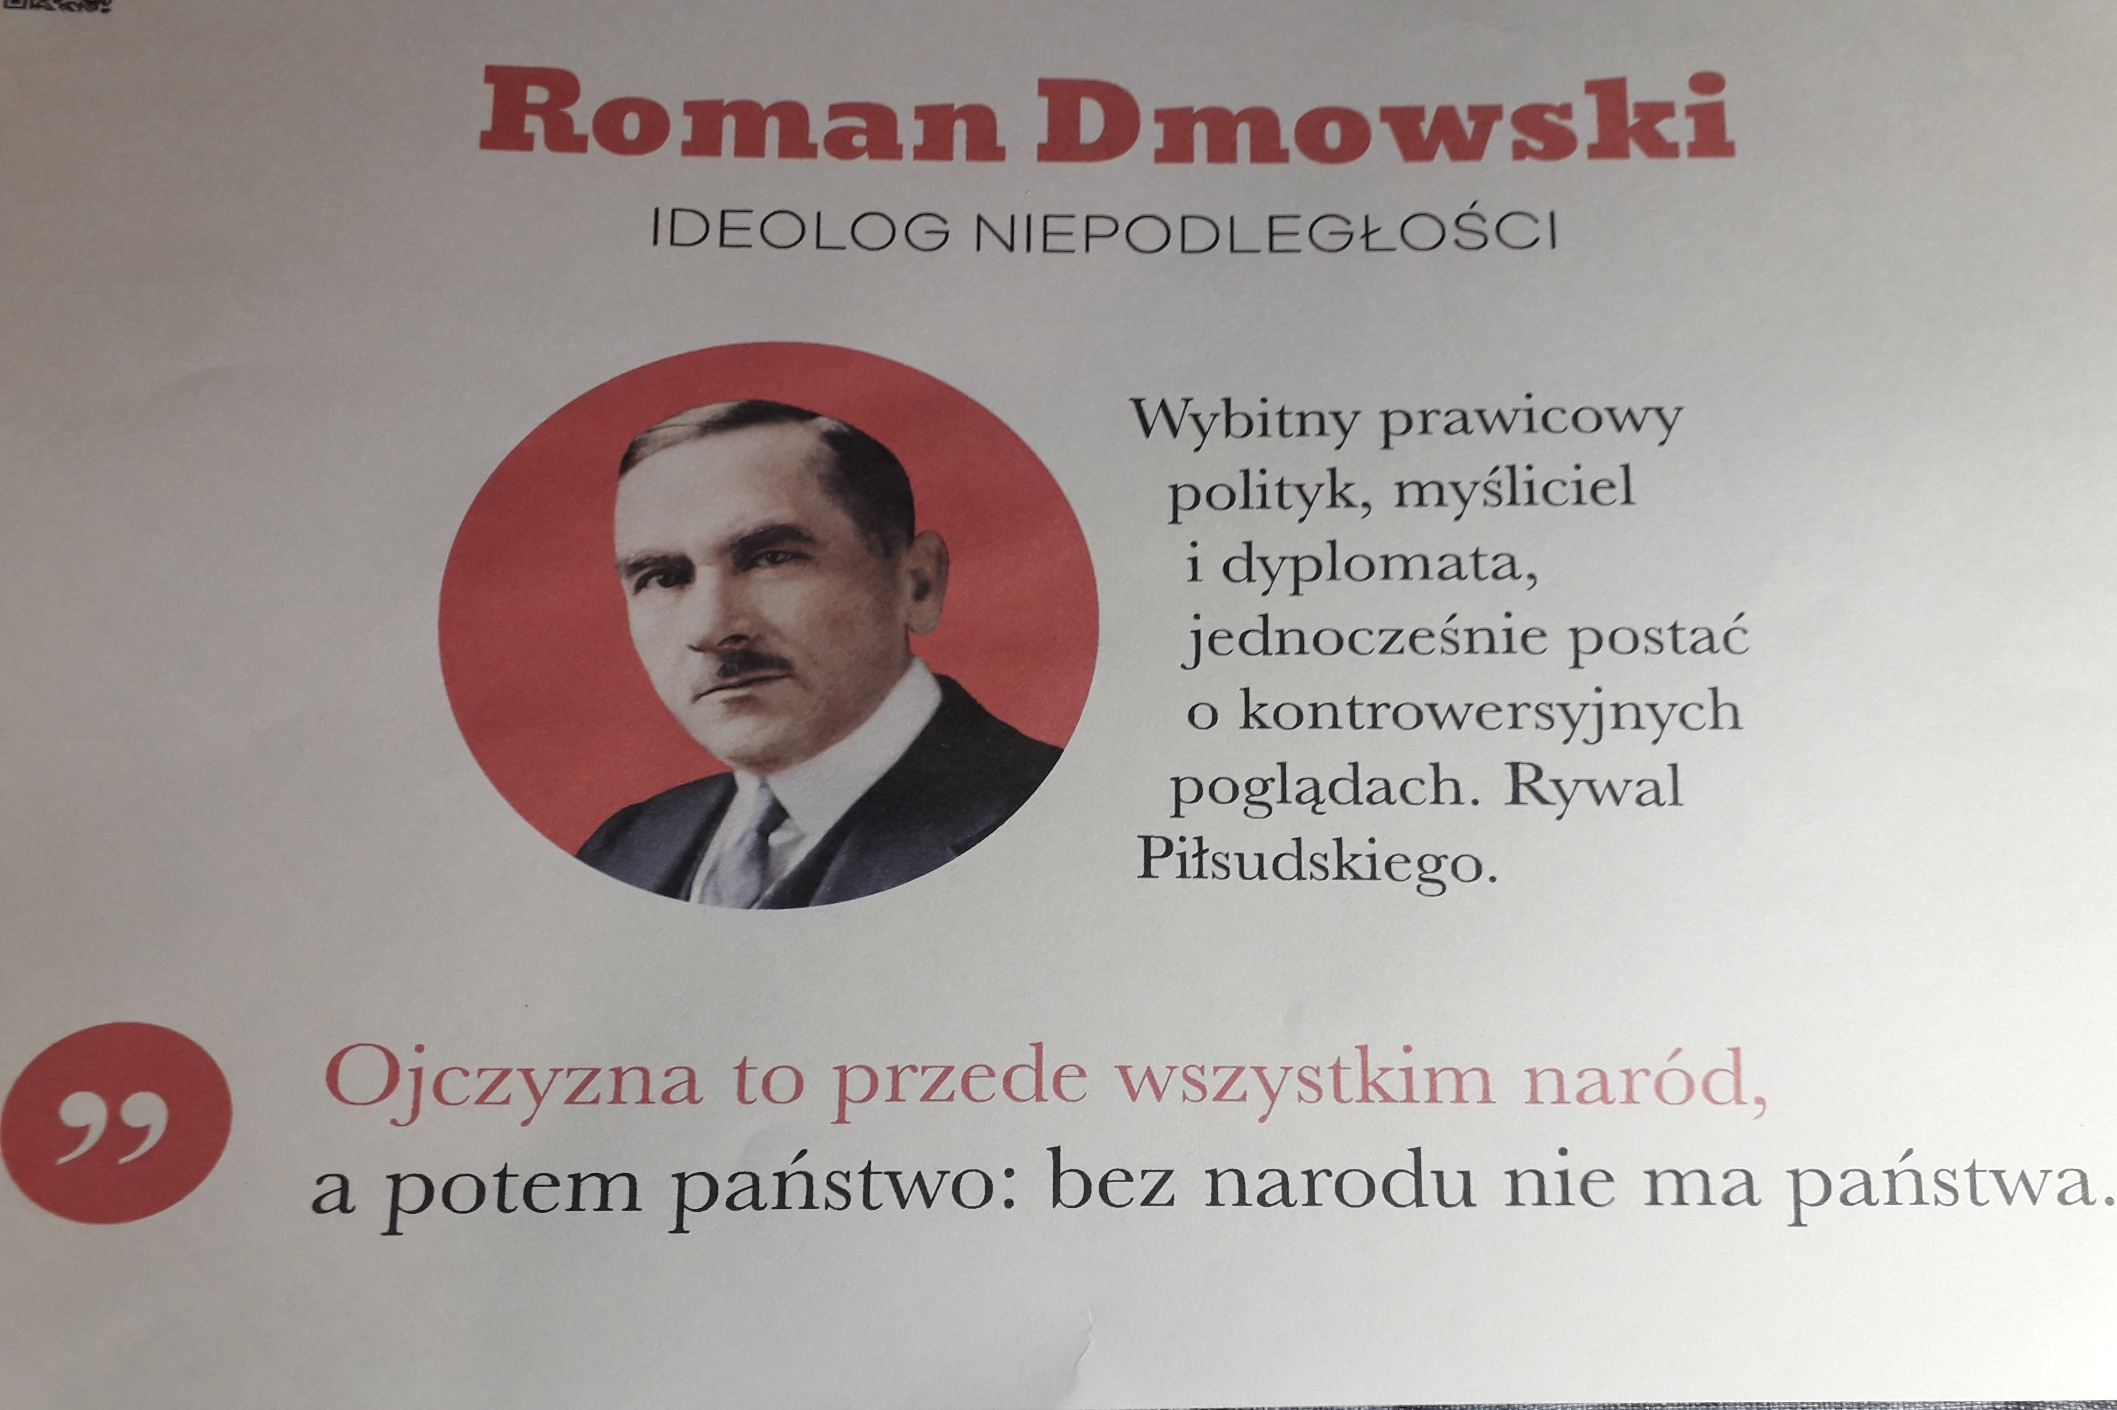 Roman Dmowski
IDEOLOG NIEPODLEGŁOŚCI
Wybitny prawicowy
polityk, myśliciel
i dyplomata,
jednocześnie postać
o kontrowersyjnych
poglądach. Rywal
Piłsudskiego.
Ojczyzna to przede wszystkim naród,
a potem państwo: bez narodu nie ma państwa.